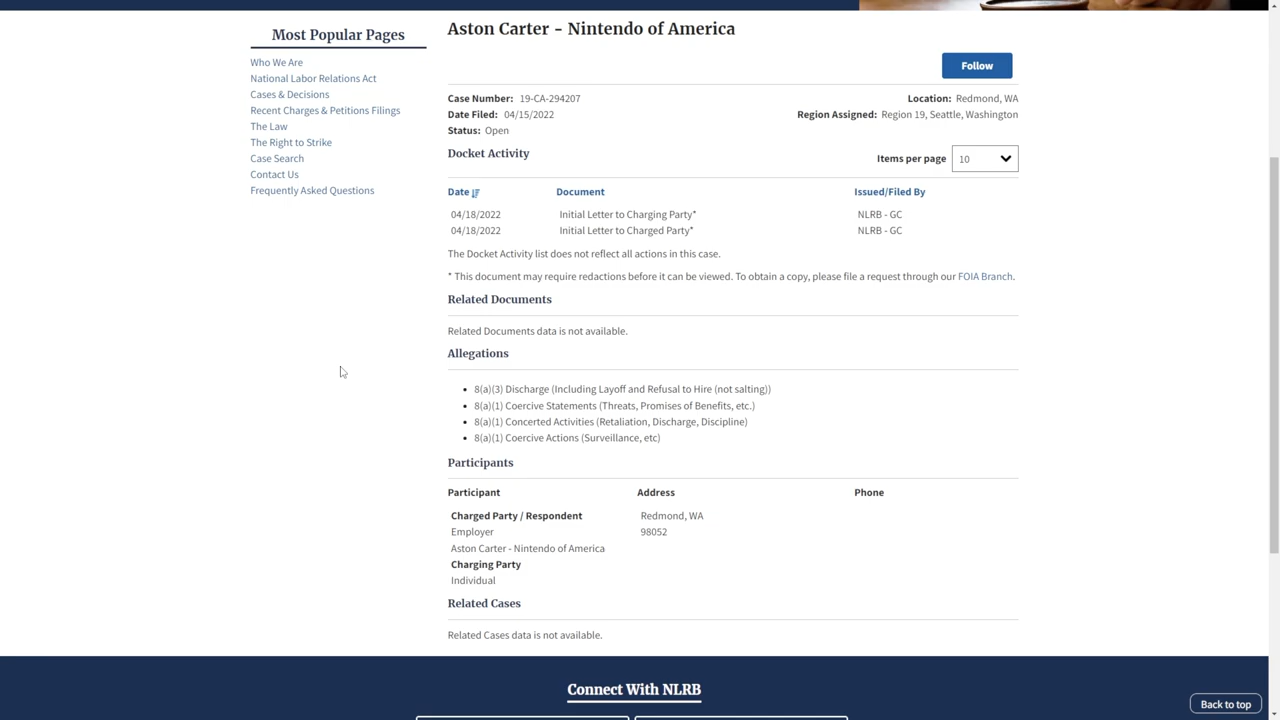 Most Popular Pages
Who We Are
National Labor Relations Act
Cases & Decisions
Recent Charges & Petitions Filings
The Law
The Right to Strike
Case Search
Contact Us
Frequently Asked Questions
Aston Carter - Nintendo of America
Follow
Case Number: 19-CA-294207
Date Filed: 04/15/2022
Status: Open
Location: Redmond, WA
Region Assigned: Region 19, Seattle, Washington
Docket Activity
Items per page 10
Date Document Issued/Filed By
04/18/2022 Initial Letter to Charging Party* NLRB - GC
04/18/2022 Initial Letter to Charged Party* NLRB - GC
The Docket Activity list does not reflect all actions in this case.
* This document may require redactions before it can be viewed. To obtain a copy, please file a request through our FOIA Branch.
Related Documents
Related Documents data is not available.
Allegations
• 8(a)(3) Discharge (Including Layoff and Refusal to Hire (not salting))
• 8(a)(1) Coercive Statements (Threats, Promises of Benefits, etc.)
• 8(a)(1) Concerted Activities (Retaliation, Discharge, Discipline)
• 8(a)(1) Coercive Actions (Surveillance, etc)
Participants
Participant Address Phone
Charged Party / Respondent Redmond, WA
Employer 98052
Aston Carter - Nintendo of America
Charging Party
Individual
Related Cases
Related Cases data is not available.
Connect With NLRB
Back to top